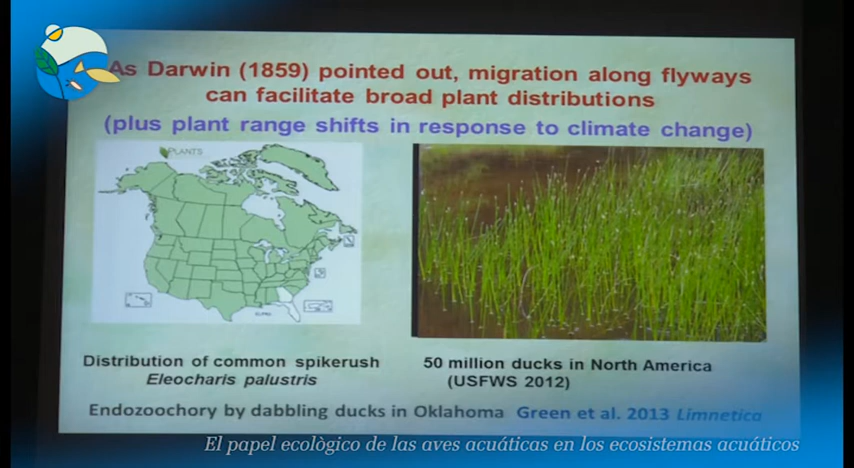 As Darwin (1859) pointed out, migration along flyways
can facilitate broad plant distributions
(plus plant range shifts in response to climate change)
PLANTS
Distribution of common spikerush
Eleocharis palustris
50 million ducks in North America
(USFWS 2012)
Endozoochory by dabbling ducks in Oklahoma Green et al. 2013 Limnetica
El papel ecològico de las aves acuáticas en los ecosistemas acuáticos